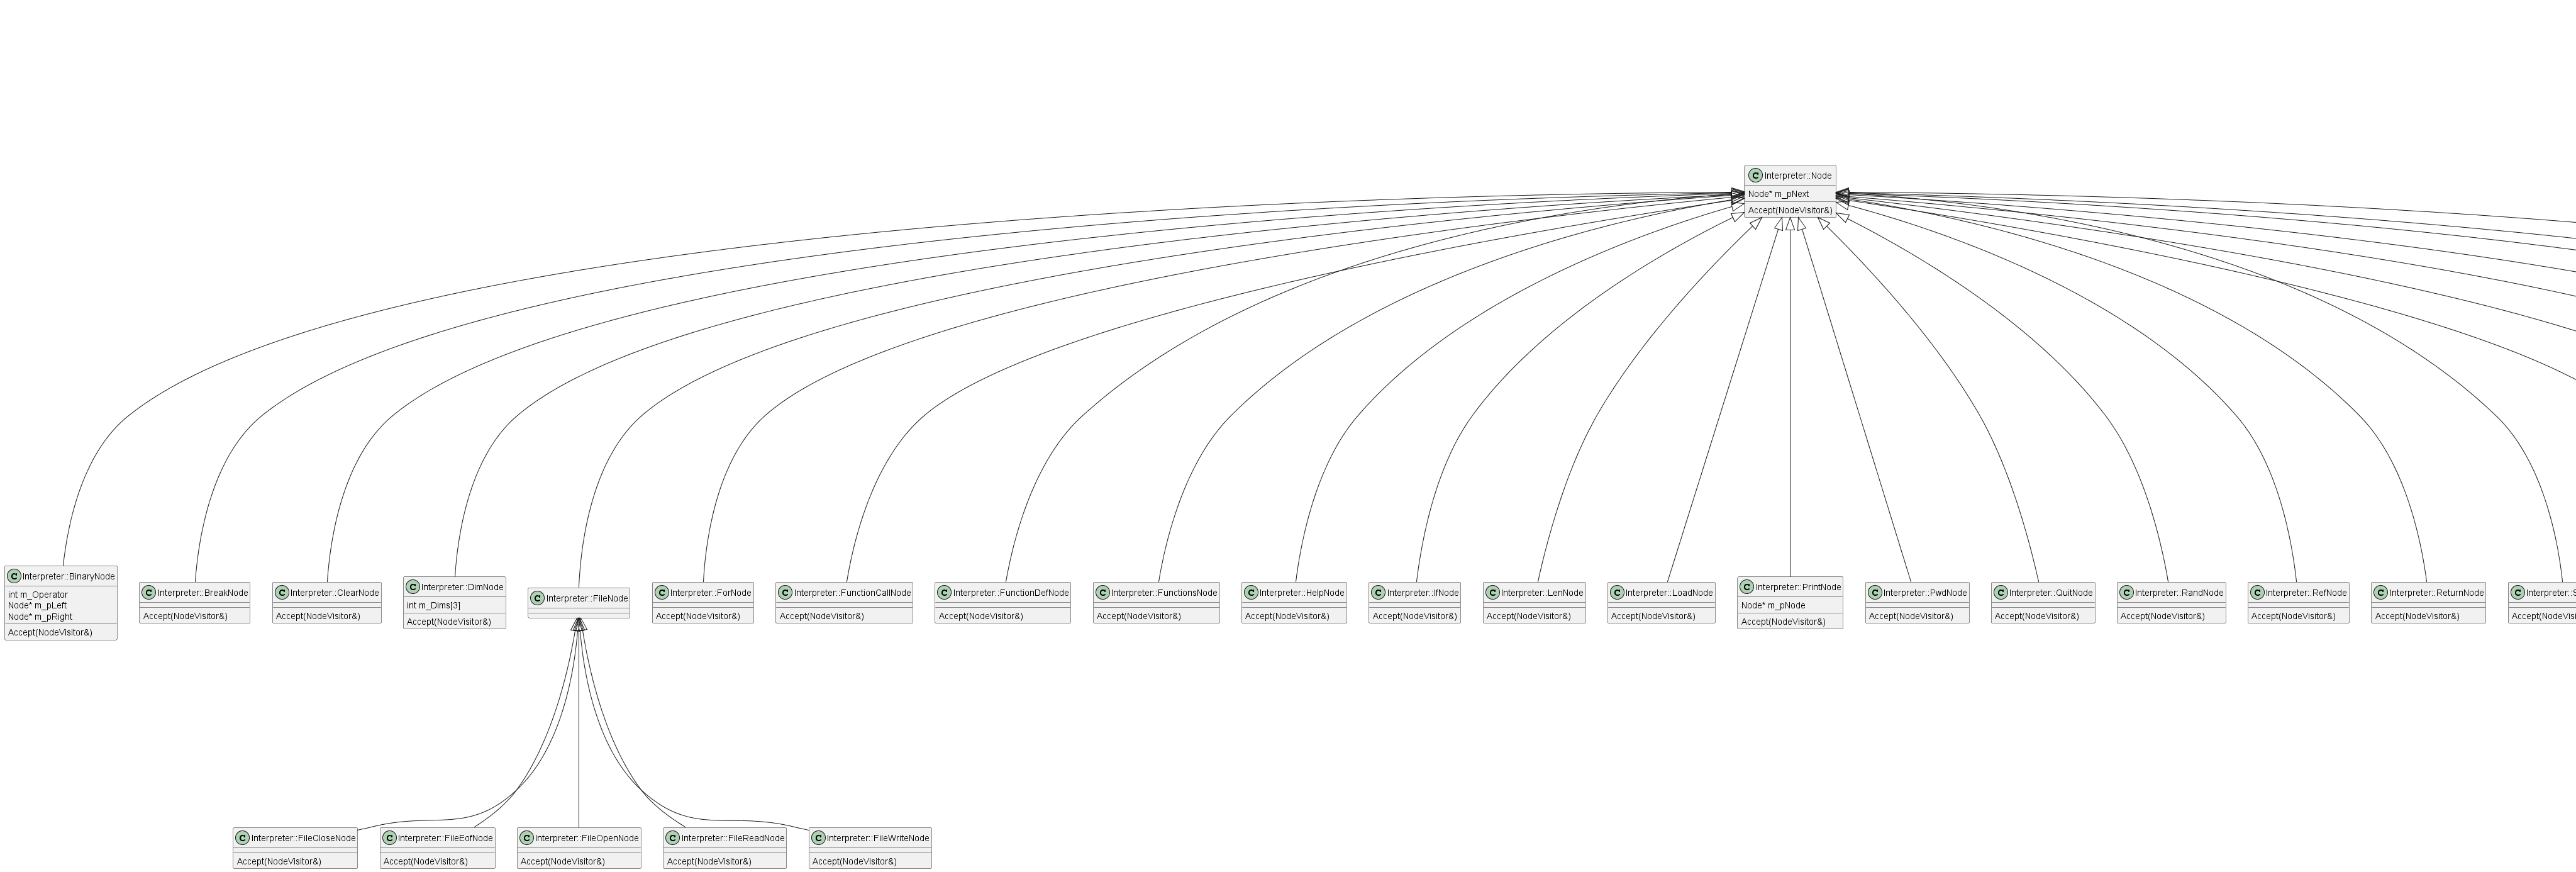 C Interpreter::Node
Node* m_pNext
Accept(NodeVisitor&)
C Interpreter::BinaryNode
int m_Operator
Node* m_pLeft
Node* m_pRight
Accept(NodeVisitor&)
C Interpreter::BreakNode
Accept(NodeVisitor&)
C Interpreter::ClearNode
Accept(NodeVisitor&)
C Interpreter::DimNode
int m_Dims[3]
Accept(NodeVisitor&)
C Interpreter::FileNode
C Interpreter::ForNode
Accept(NodeVisitor&)
C Interpreter::FunctionCallNode
Accept(NodeVisitor&)
C Interpreter::FunctionDefNode
Accept(NodeVisitor&)
C Interpreter::FunctionsNode
Accept(NodeVisitor&)
C Interpreter::HelpNode
Accept(NodeVisitor&)
C Interpreter::IfNode
Accept(NodeVisitor&)
C Interpreter::LenNode
Accept(NodeVisitor&)
C Interpreter::LoadNode
Accept(NodeVisitor&)
C Interpreter::PrintNode
Node* m_pNode
Accept(NodeVisitor&)
C Interpreter::PwdNode
Accept(NodeVisitor&)
C Interpreter::QuitNode
Accept(NodeVisitor&)
C Interpreter::RandNode
Accept(NodeVisitor&)
C Interpreter::RefNode
Accept(NodeVisitor&)
C Interpreter::ReturnNode
Accept(NodeVisitor&)
C Interpreter::
C Interpreter::FileCloseNode
Accept(NodeVisitor&)
C Interpreter::FileEofNode
Accept(NodeVisitor&)
C Interpreter::FileOpenNode
Accept(NodeVisitor&)
C Interpreter::FileReadNode
Accept(NodeVisitor&)
C Interpreter::FileWriteNode
Accept(NodeVisitor&)